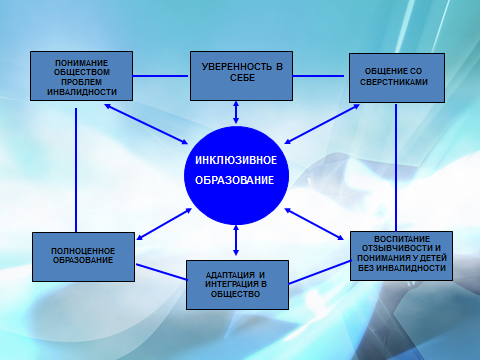 ПОНИМАНИЕ
ОБЩЕСТВОМ
ПРОБЛЕМ
ИНВАЛИДНОСТИ
УВЕРЕННОСТЬ В
СЕБЕ
ОБЩЕНИЕ СО
СВЕРСТНИКАМИ
ИНКЛЮЗИВНОЕ
ОБРАЗОВАНИЕ
ПОЛНОЦЕННОЕ
ОБРАЗОВАНИЕ
АДАПТАЦИЯ И
ИНТЕГРАЦИЯ В
ОБЩЕСТВО
ВОСПИТАНИЕ
ОТЗЫВЧИВОСТИ И
ПОНИМАНИЯ У ДЕТЕЙ
БЕЗ ИНВАЛИДНОСТИ